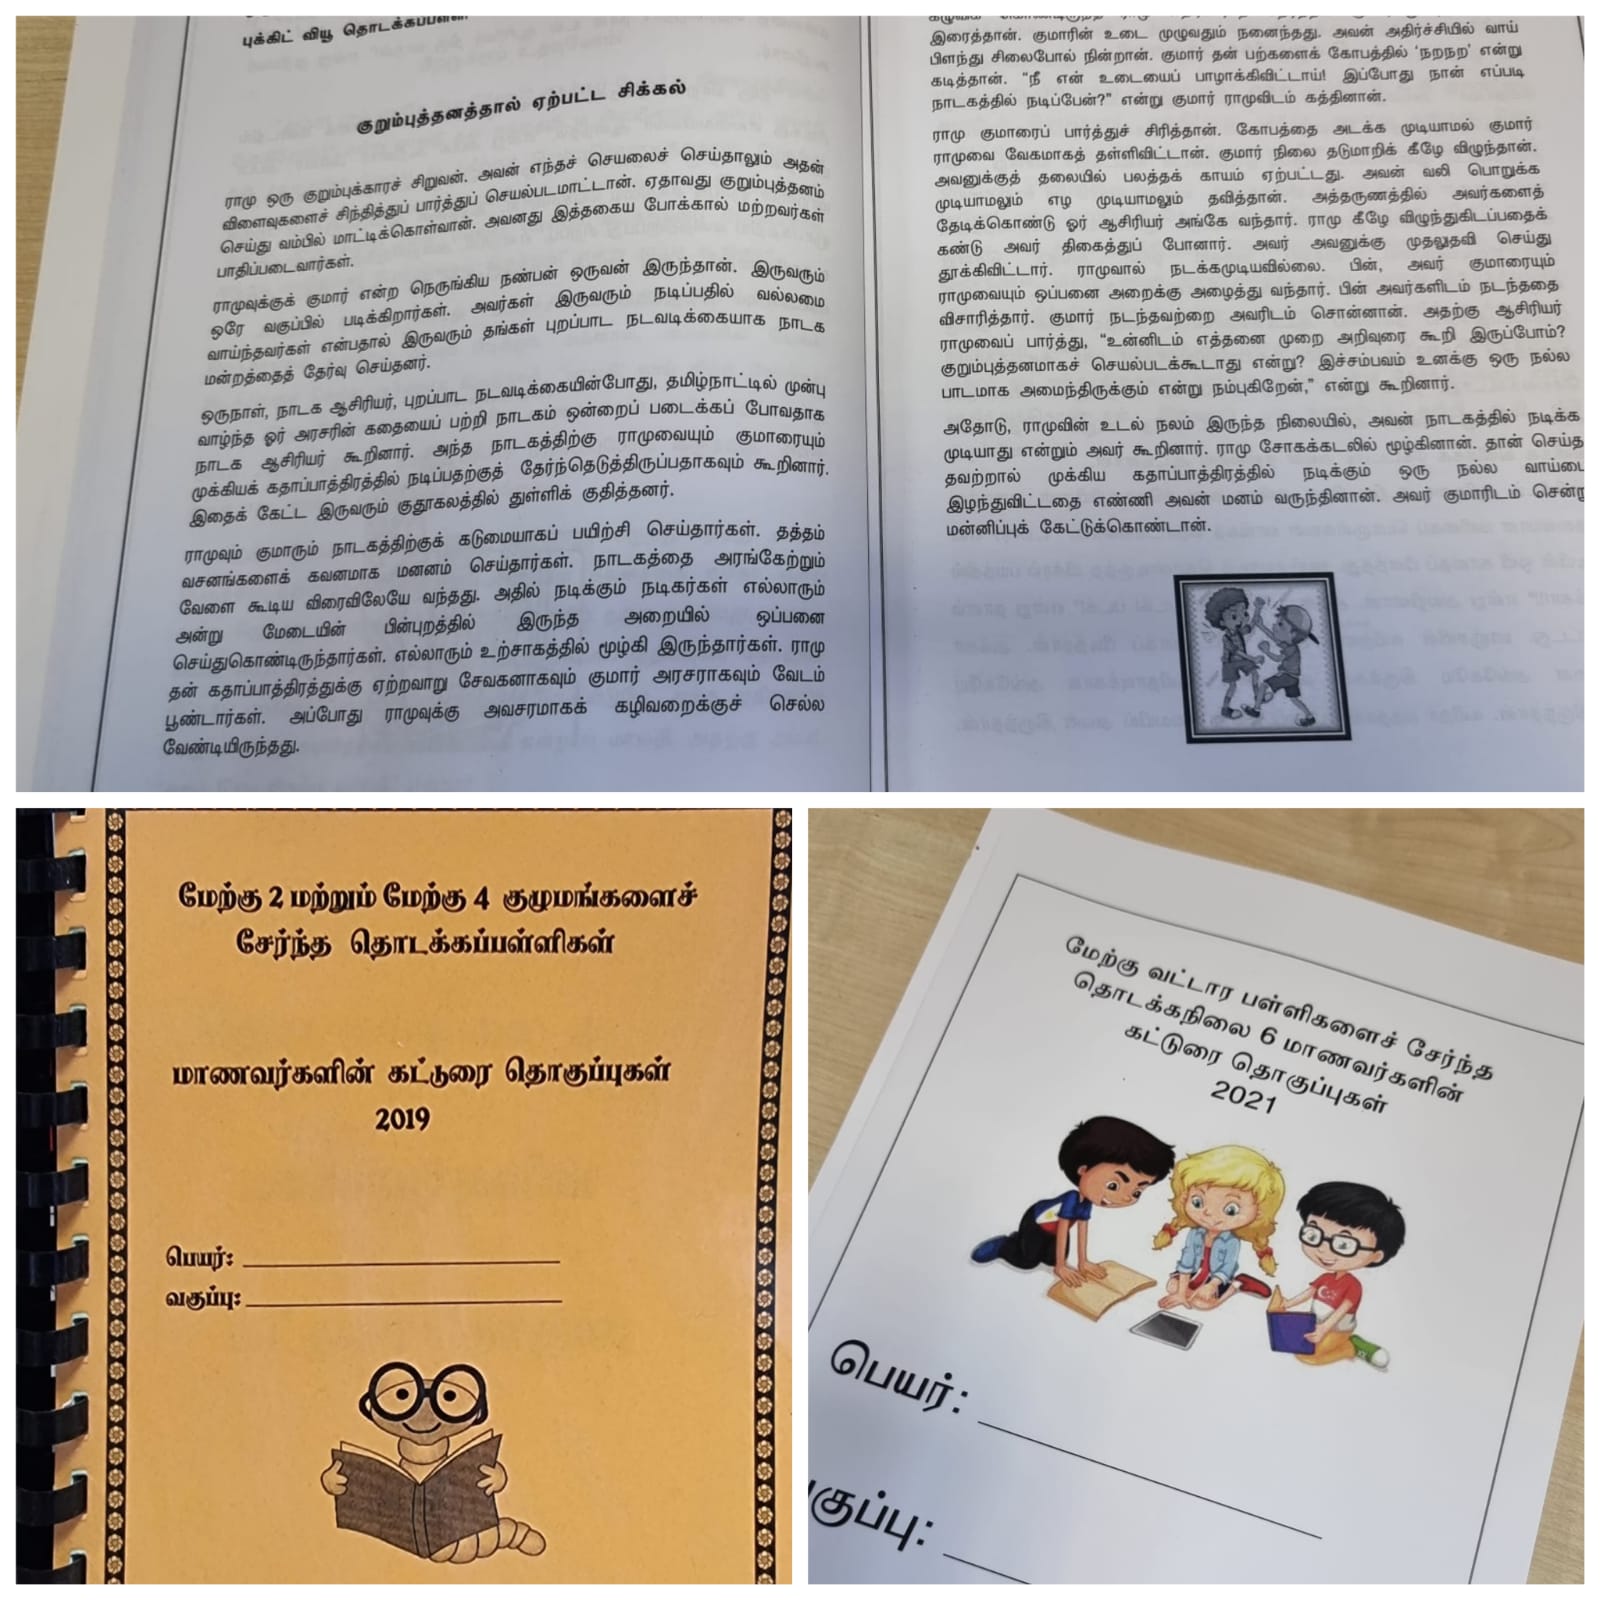 புக்கிட் வியூ தொடக்கப்பள்ளி
குறும்புத்தனத்தால் ஏற்பட்ட சிக்கல்
ராமு ஒரு குறும்புக்காரச் சிறுவன். அவன் எந்தச் செயலைச் செய்தாலும் அதன்
விளைவுகளைச் சிந்தித்துப் பார்த்துப் செயல்படமாட்டான். ஏதாவது குறும்புத்தனம்
செய்து வம்பில் மாட்டிக்கொள்வான். அவனது இத்தகைய போக்கால் மற்றவர்கள்
பாதிப்படைவார்கள்.
ராமுவுக்குக் குமார் என்ற நெருங்கிய நண்பன் ஒருவன் இருந்தான். இருவரும்
ஒரே வகுப்பில் படிக்கிறார்கள். அவர்கள் இருவரும் நடிப்பதில் வல்லமை
வாய்ந்தவர்கள் என்பதால் இருவரும் தங்கள் புறப்பாட நடவடிக்கையாக நாடக
மன்றத்தைத் தேர்வு செய்தனர்.
ஒருநாள், நாடக ஆசிரியர், புறப்பாட நடவடிக்கையின்போது, தமிழ்நாட்டில் முன்பு
வாழ்ந்த ஓர் அரசரின் கதையைப் பற்றி நாடகம் ஒன்றைப் படைக்கப் போவதாக
நாடக ஆசிரியர் கூறினார். அந்த நாடகத்திற்கு ராமுவையும் குமாரையும்
முக்கியக் கதாப்பாத்திரத்தில் நடிப்பதற்குத் தேர்ந்தெடுத்திருப்பதாகவும் கூறினார்.
இதைக் கேட்ட இருவரும் குதூகலத்தில் துள்ளிக் குதித்தனர்.
ராமுவும் குமாரும் நாடகத்திற்குக் கடுமையாகப் பயிற்சி செய்தார்கள். தத்தம்
வசனங்களைக் கவனமாக மனனம் செய்தார்கள். நாடகத்தை அரங்கேற்றும்
வேளை கூடிய விரைவிலேயே வந்தது. அதில் நடிக்கும் நடிகர்கள் எல்லாரும்
அன்று மேடையின் பின்புறத்தில் இருந்த அறையில் ஒப்பனை
செய்துகொண்டிருந்தார்கள். எல்லாரும் உற்சாகத்தில் மூழ்கி இருந்தார்கள். ராமு
தன் கதாப்பாத்திரத்துக்கு ஏற்றவாறு சேவகனாகவும் குமார் அரசராகவும் வேடம்
பூண்டார்கள். அப்போது ராமுவுக்கு அவசரமாகக் கழிவறைக்குச் செல்ல
வேண்டியிருந்தது.
இரைத்தான். குமாரின் உடை முழுவதும் நனைந்தது. அவன் அதிர்ச்சியில் வாய்
பிளந்து சிலைபோல் நின்றான். குமார் தன் பற்களைக் கோபத்தில் 'நறநற' என்று
கடித்தான். "நீ என் உடையைப் பாழாக்கிவிட்டாய்! இப்போது நான் எப்படி
நாடகத்தில் நடிப்பேன்?" என்று குமார் ராமுவிடம் கத்தினான்.
ராமு குமாரைப் பார்த்துச் சிரித்தான். கோபத்தை அடக்க முடியாமல் குமார்
ராமுவை வேகமாகத் தள்ளிவிட்டான். குமார் நிலை தடுமாறிக் கீழே விழுந்தான்.
அவனுக்குத் தலையில் பலத்தக் காயம் ஏற்பட்டது. அவன் வலி பொறுக்க
முடியாமலும் எழ முடியாமலும் தவித்தான். அத்தருணத்தில் அவர்களைத்
தேடிக்கொண்டு ஓர் ஆசிரியர் அங்கே வந்தார். ராமு கீழே விழுந்துகிடப்பதைக்
கண்டு அவர் திகைத்துப் போனார். அவர் அவனுக்கு முதலுதவி செய்து
தூக்கிவிட்டார். ராமுவால் நடக்கமுடியவில்லை. பின், அவர் குமாரையும்
ராமுவையும் ஒப்பனை அறைக்கு அழைத்து வந்தார். பின் அவர்களிடம் நடந்ததை
விசாரித்தார். குமார் நடந்தவற்றை அவரிடம் சொன்னான். அதற்கு ஆசிரியர்
ராமுவைப் பார்த்து, "உன்னிடம் எத்தனை முறை அறிவுரை கூறி இருப்போம்?
குறும்புத்தனமாகச் செயல்படக்கூடாது என்று? இச்சம்பவம் உனக்கு ஒரு நல்ல
பாடமாக அமைந்திருக்கும் என்று நம்புகிறேன்," என்று கூறினார்.
அதோடு, ராமுவின் உடல் நலம் இருந்த நிலையில், அவன் நாடகத்தில் நடிக்க
முடியாது என்றும் அவர் கூறினார். ராமு சோகக்கடலில் மூழ்கினான். தான் செய்த
தவற்றால் முக்கிய கதாப்பாத்திரத்தில் நடிக்கும் ஒரு நல்ல
இழந்துவிட்டதை எண்ணி அவன் மனம் வருந்தினான். அவர் குமாரிடம் சென்று
மன்னிப்புக் கேட்டுக்கொண்டான்.
மேற்கு 2 மற்றும் மேற்கு 4 குழுமங்களைச்
சேர்ந்த தொடக்கப்பள்ளிகள்
மாணவர்களின் கட்டுரை தொகுப்புகள்
2019
பெயர்:
வகுப்பு:
மேற்கு வட்டார பள்ளிகளைச் சேர்ந்த
தொடக்கநிலை 6 மாணவர்களின்
கட்டுரை தொகுப்புகள்
2021
பெயர்: